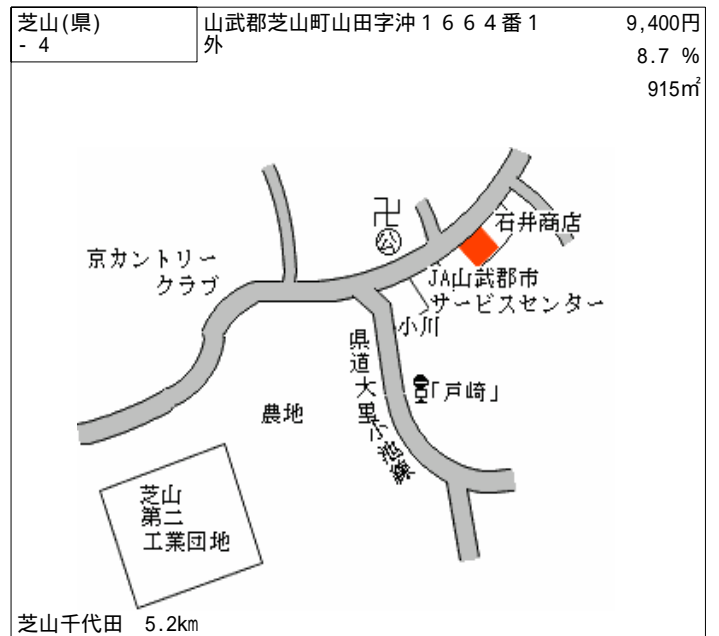 芝山(県)
- 4
山武郡芝山町山田字沖１６６４番１
外
9,400円
8.7 %
915㎡
卍
公
石井商店
京カントリー
クラブ
JA山武郡市
サービスセンター
小川
県道大里小池線
「戸崎」
農地
芝山
第二
工業団地
芝山千代田 5.2km